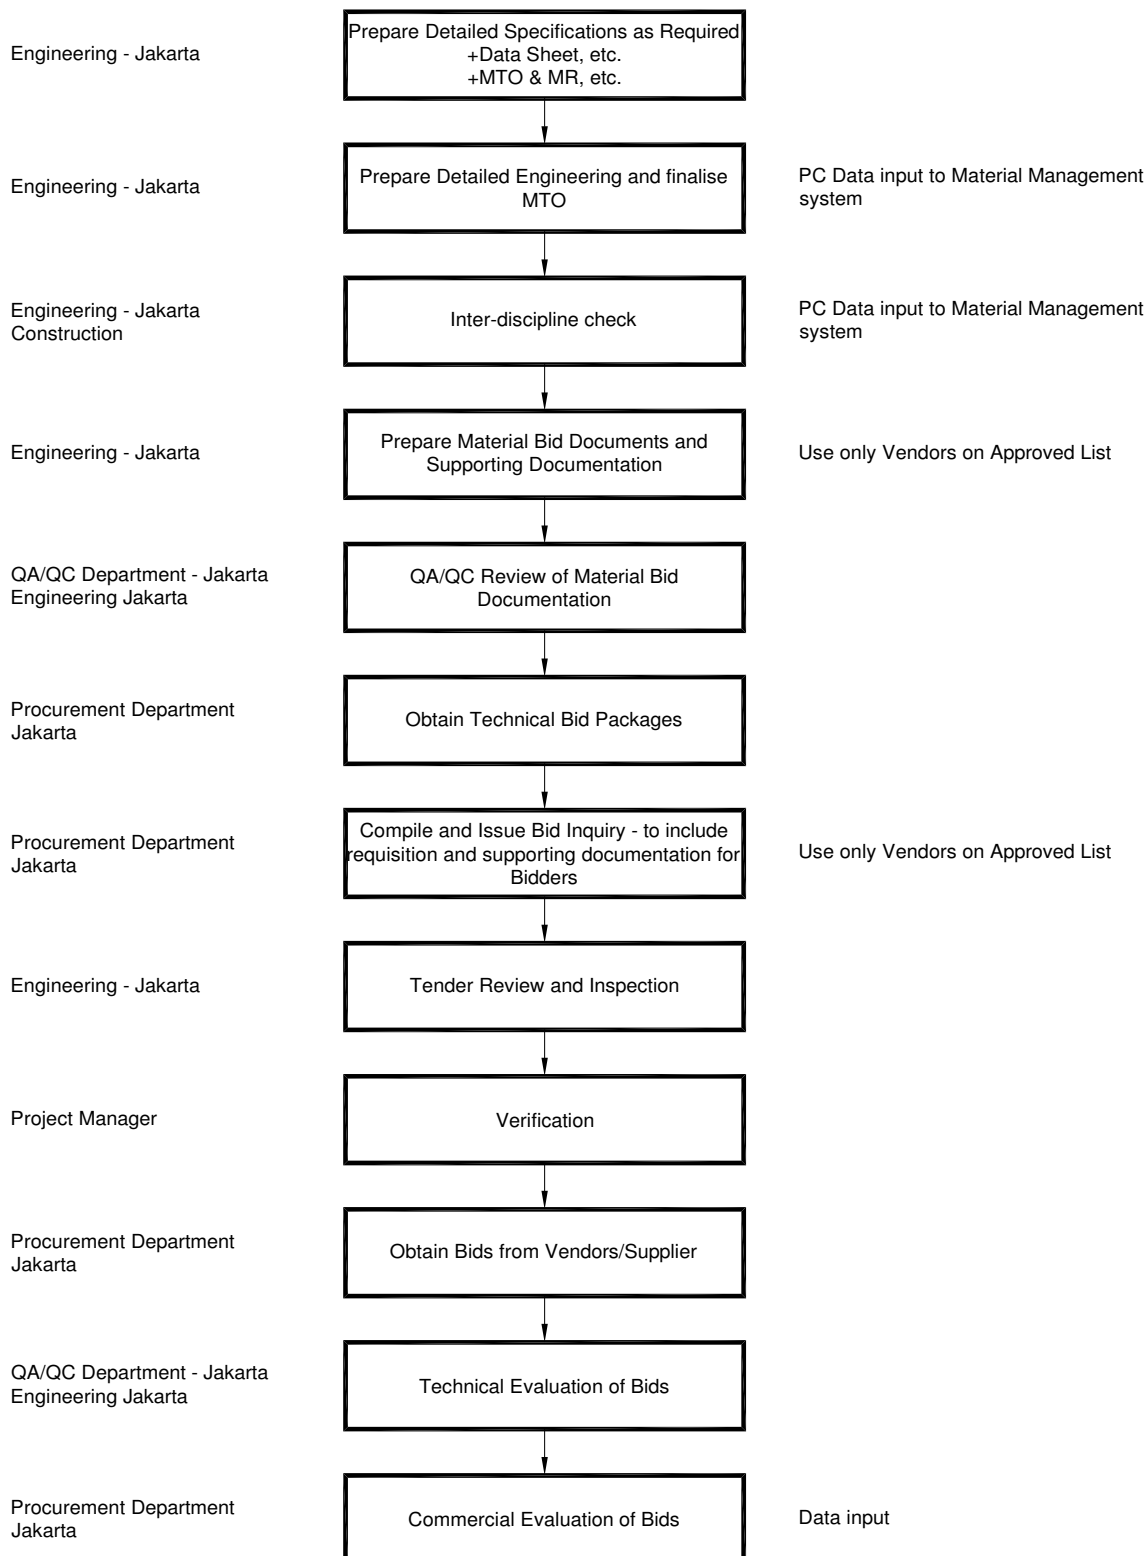 Engineering - Jakarta
Prepare Detailed Specifications as Required
+Data Sheet, etc.
+MTO & MR, etc.
Engineering - Jakarta
Prepare Detailed Engineering and finalise
MTO
PC Data input to Material Management
system
Engineering - Jakarta
Construction
Inter-discipline check
PC Data input to Material Management
system
Engineering - Jakarta
Prepare Material Bid Documents and
Supporting Documentation
Use only Vendors on Approved List
QA/QC Department - Jakarta
Engineering Jakarta
QA/QC Review of Material Bid
Documentation
Procurement Department
Jakarta
Obtain Technical Bid Packages
Procurement Department
Jakarta
Compile and Issue Bid Inquiry - to include
requisition and supporting documentation for
Bidders
Use only Vendors on Approved List
Engineering - Jakarta
Tender Review and Inspection
Project Manager
Verification
Procurement Department
Jakarta
Obtain Bids from Vendors/Supplier
QA/QC Department - Jakarta
Engineering Jakarta
Technical Evaluation of Bids
Procurement Department
Jakarta
Commercial Evaluation of Bids
Data input